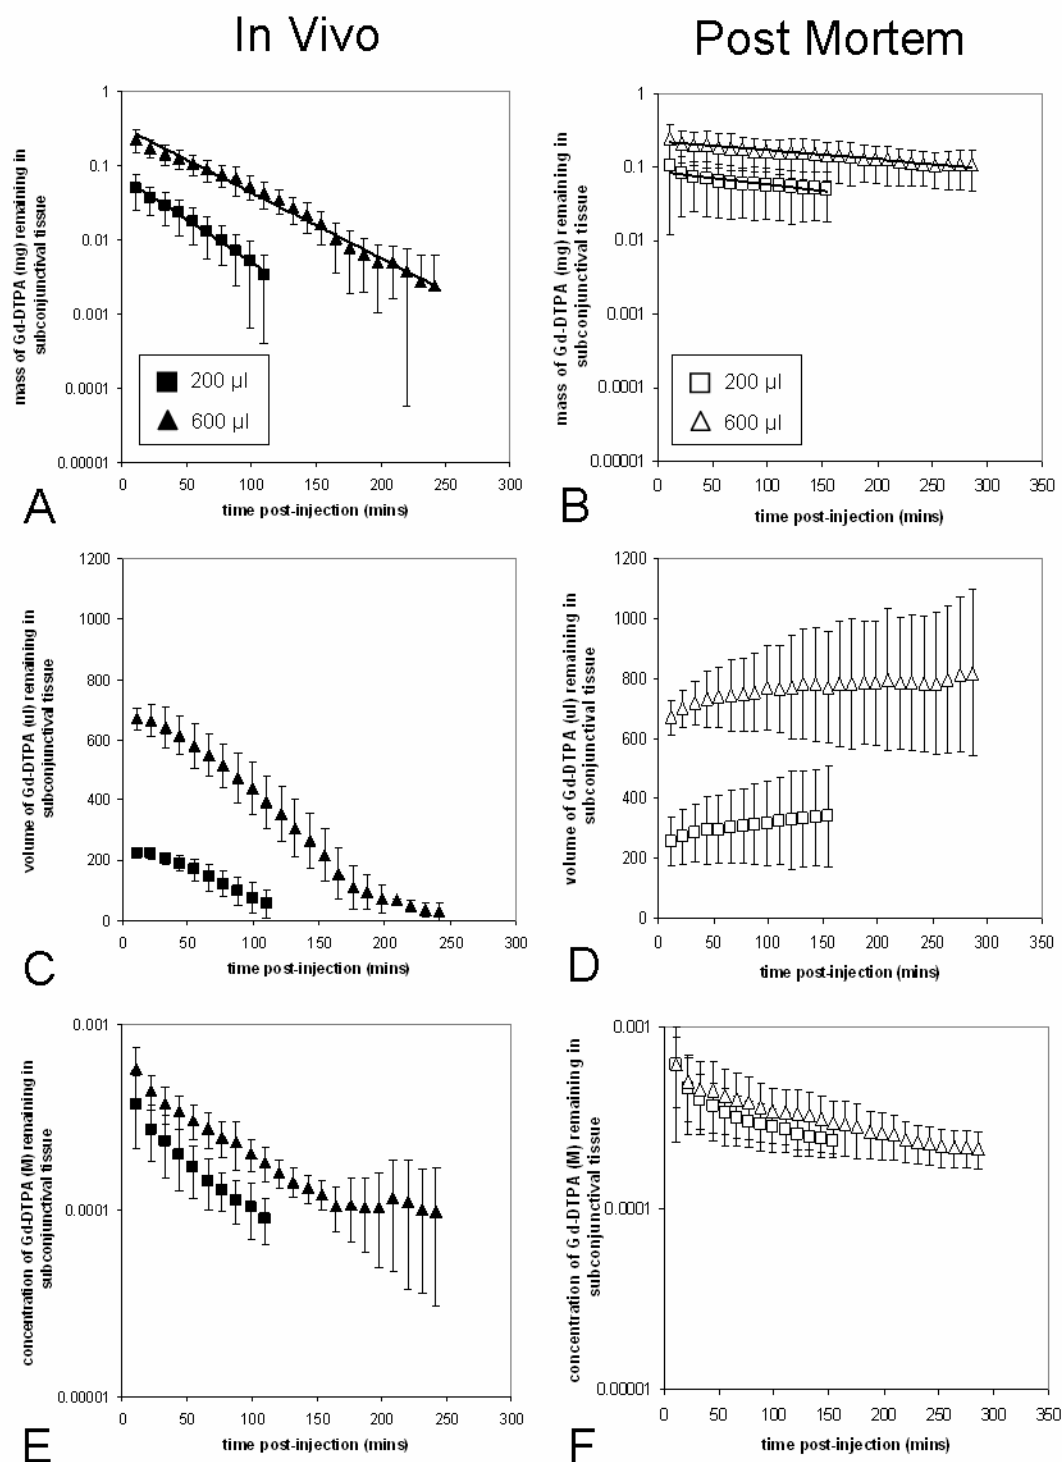 In Vivo
Post Mortem
mass of Gd-DTPA (mg) remaining in
subconjunctival tissue
1
0.1
0.01
0.001
0.0001
0.00001
200 µl
600 µl
0 50 100 150 200 250 300
time post-injection (mins)
A
mass of Gd-DTPA (mg) remaining in
subconjunctival tissue
1
0.1
0.01
0.001
0.0001
0.00001
200 µl
600 µl
0 50 100 150 200 250 300 350
time post-injection (mins)
B
volume of Gd-DTPA (ul) remaining in
subconjunctival tissue
1200
1000
800
600
400
200
0
0 50 100 150 200 250 300
time post-injection (mins)
C
volume of Gd-DTPA (ul) remaining in
subconjunctival tissue
1200
1000
800
600
400
200
0
0 50 100 150 200 250 300 350
time post-injection (mins)
D
concentration of Gd-DTPA (M) remaining in
subconjunctival tissue
0.001
0.0001
0.00001
0 50 100 150 200 250 300
time post-injection (mins)
E
concentration of Gd-DTPA (M) remaining in
subconjunctival tissue
0.001
0.0001
0.00001
0 50 100 150 200 250 300 350
time post-injection (mins)
F